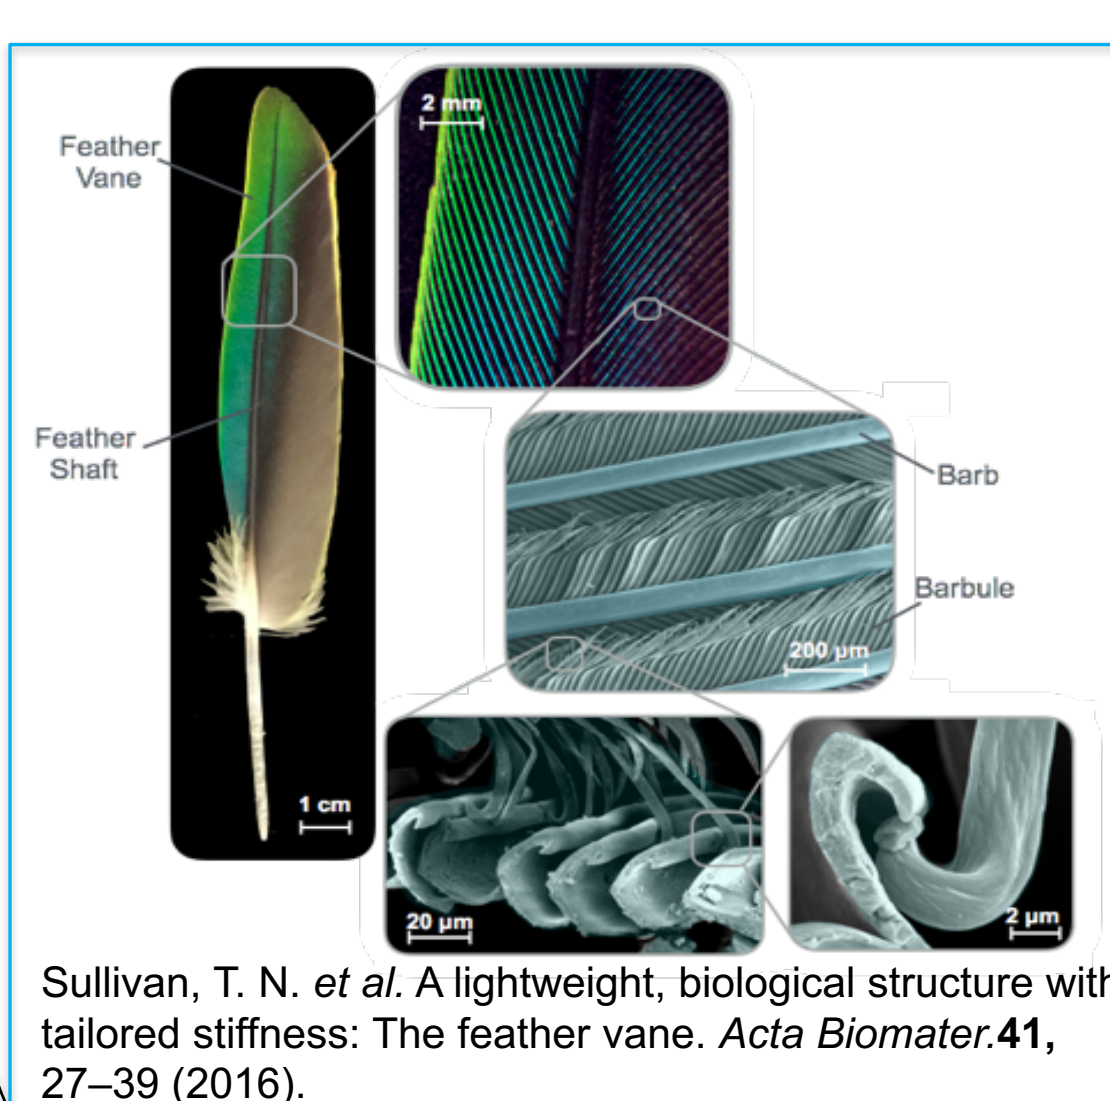 Feather
Vane
2 mm
Feather
Shaft
Barb
Barbule
200 µm
1 cm
20 µm
2 µm
Sullivan, T. N. et al. A lightweight, biological structure with
tailored stiffness: The feather vane. Acta Biomater.41,
27–39 (2016).